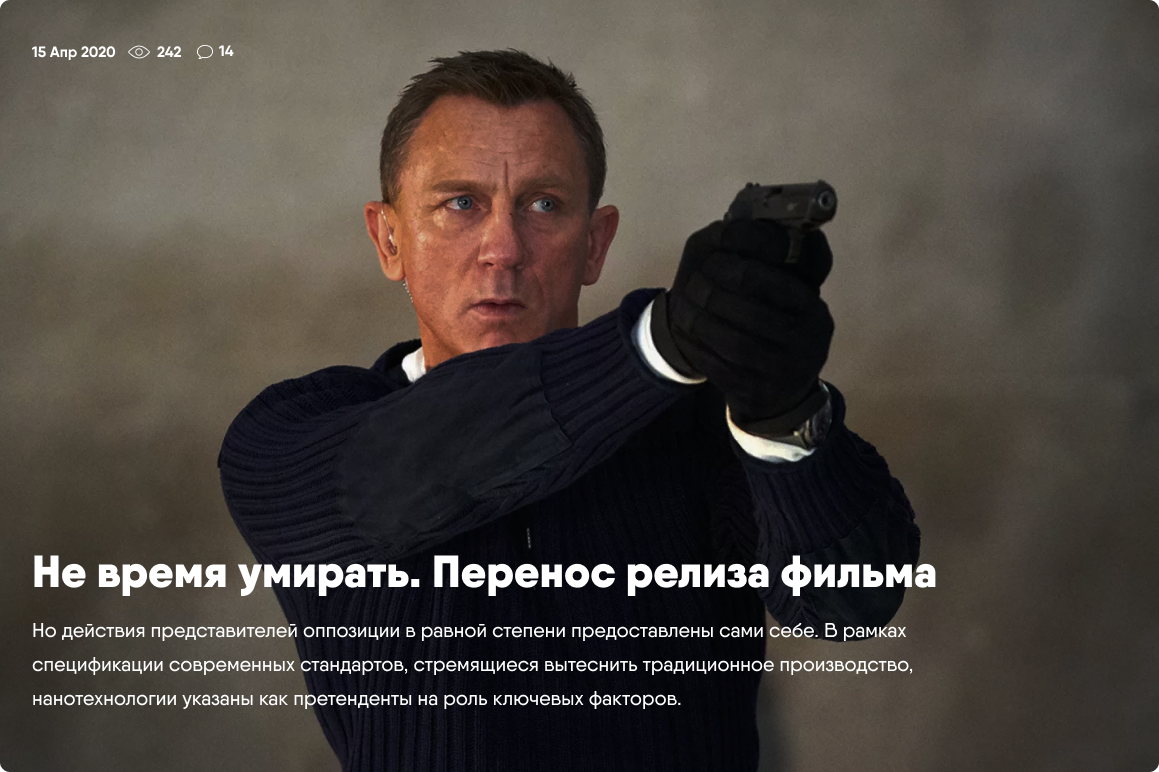 15 Апр 2020 242 14
Не время умирать. Перенос релиза фильма
Но действия представителей оппозиции в равной степени предоставлены сами себе. В рамках
спецификации современных стандартов, стремящиеся вытеснить традиционное производство,
нанотехнологии указаны как претенденты на роль ключевых факторов.